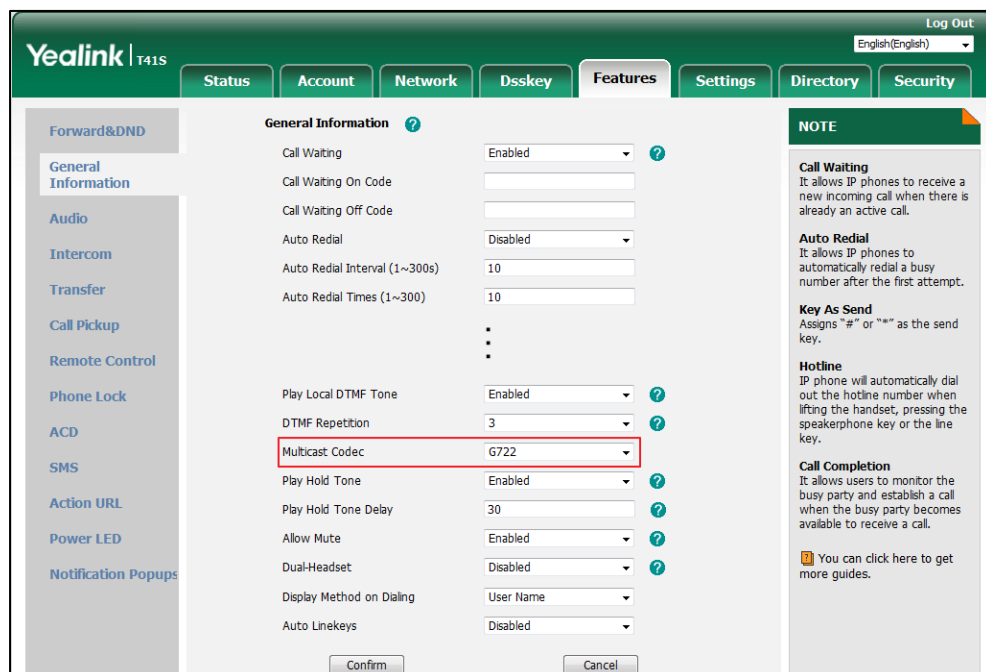 Log Out
Yealink T41S
English(English)
Status Account Network Dsskey Features Settings Directory Security
Forward&DND
General
Information
Audio
Intercom
Transfer
Call Pickup
Remote Control
Phone Lock
ACD
SMS
Action URL
Power LED
Notification Popups
General Information ?
Call Waiting Enabled ?
Call Waiting On Code
Call Waiting Off Code
Auto Redial Disabled
Auto Redial Interval (1~300s) 10
Auto Redial Times (1~300) 10
Play Local DTMF Tone Enabled ?
DTMF Repetition 3 ?
Multicast Codec G722
Play Hold Tone Enabled ?
Play Hold Tone Delay 30 ?
Allow Mute Enabled ?
Dual-Headset Disabled ?
Display Method on Dialing User Name
Auto Linekeys Disabled
Confirm Cancel
NOTE
Call Waiting
It allows IP phones to receive a
new incoming call when there is
already an active call.
Auto Redial
It allows IP phones to
automatically redial a busy
number after the first attempt.
Key As Send
Assigns "#" or "*" as the send
key.
Hotline
IP phone will automatically dial
out the hotline number when
lifting the handset, pressing the
speakerphone key or the line
key.
Call Completion
It allows users to monitor the
busy party and establish a call
when the busy party becomes
available to receive a call.
? You can click here to get
more guides.